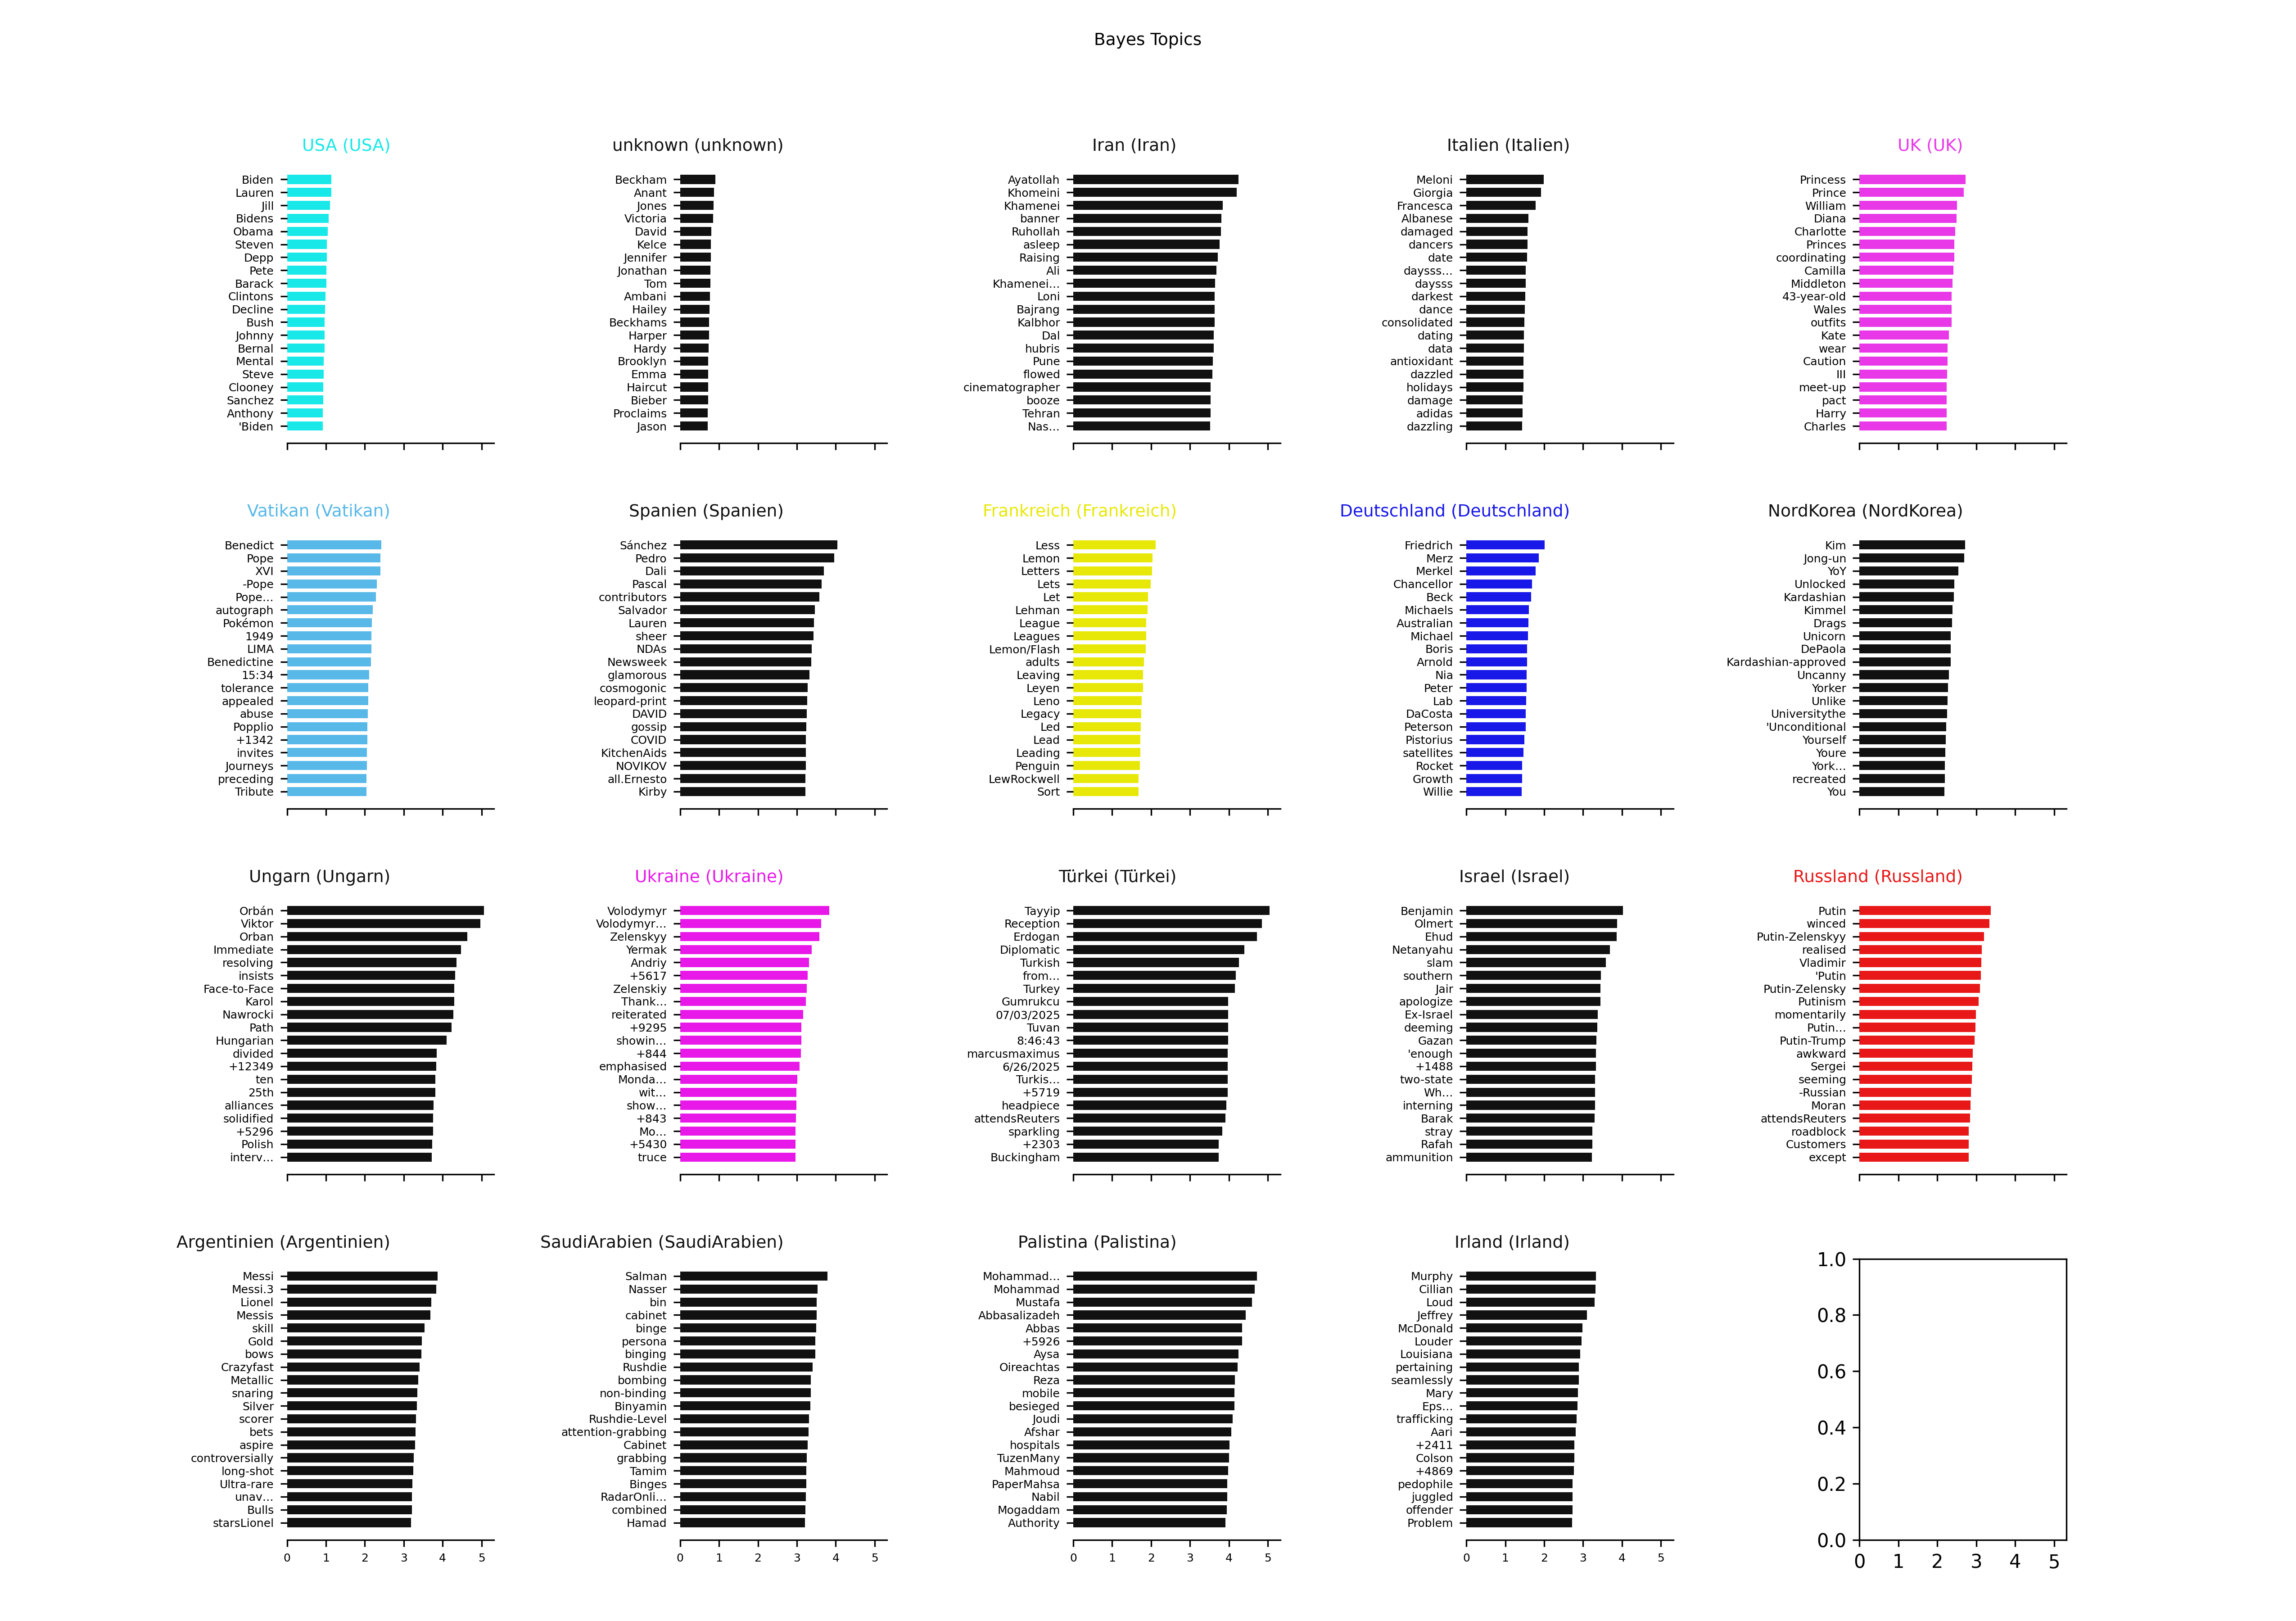 Bayes Topics
USA (USA)
Biden
Lauren
Jill
Bidens
Obama
Steven
Depp
Pete
Barack
Clintons
Decline
Bush
Johnny
Bernal
Mental
Steve
Clooney
Sanchez
Anthony
'Biden
unknown (unknown)
Beckham
Anant
Jones
Victoria
David
Kelce
Jennifer
Jonathan
Tom
Ambani
Hailey
Beckhams
Harper
Hardy
Brooklyn
Emma
Haircut
Bieber
Proclaims
Jason
Iran (Iran)
Ayatollah
Khomeini
Khamenei
banner
Ruhollah
asleep
Raising
Ali
Khamenei…
Loni
Bajrang
Kalbhor
Dal
hubris
Pune
flowed
cinematographer
booze
Tehran
Nas…
Italien (Italien)
Meloni
Giorgia
Francesca
Albanese
damaged
dancers
date
daysss…
daysss
darkest
dance
consolidated
dating
data
antioxidant
dazzled
holidays
damage
adidas
dazzling
UK (UK)
Princess
Prince
William
Diana
Charlotte
Princes
coordinating
Camilla
Middleton
43-year-old
Wales
outfits
Kate
wear
Caution
III
meet-up
pact
Harry
Charles
Vatikan (Vatikan)
Benedict
Pope
XVI
-Pope
Pope…
autograph
Pokémon
1949
LIMA
Benedictine
15:34
tolerance
appealed
abuse
Popplio
+1342
invites
Journeys
preceding
Tribute
Spanien (Spanien)
Sánchez
Pedro
Dali
Pascal
contributors
Salvador
Lauren
sheer
NDAs
Newsweek
glamorous
cosmogonic
leopard-print
DAVID
gossip
COVID
KitchenAids
NOVIKOV
all.Ernesto
Kirby
Frankreich (Frankreich)
Less
Lemon
Letters
Lets
Let
Lehman
League
Leagues
Lemon/Flash
adults
Leaving
Leyen
Leno
Legacy
Led
Lead
Leading
Penguin
LewRockwell
Sort
Deutschland (Deutschland)
Friedrich
Merz
Merkel
Chancellor
Beck
Michaels
Australian
Michael
Boris
Arnold
Nia
Peter
Lab
DaCosta
Peterson
Pistorius
satellites
Rocket
Growth
Willie
NordKorea (NordKorea)
Kim
Jong-un
YoY
Unlocked
Kardashian
Kimmel
Drags
Unicorn
DePaola
Kardashian-approved
Uncanny
Yorker
Unlike
Universitythe
'Unconditional
Yourself
Youre
York…
recreated
You
Ungarn (Ungarn)
Orbán
Viktor
Orban
Immediate
resolving
insists
Face-to-Face
Karol
Nawrocki
Path
Hungarian
divided
+12349
ten
25th
alliances
solidified
+5296
Polish
interv…
Ukraine (Ukraine)
Volodymyr
Volodymyr…
Zelenskyy
Yermak
Andriy
+5617
Zelenskiy
Thank…
reiterated
+9295
showin…
+844
emphasised
Monda…
wit…
show…
+843
Mo…
+5430
truce
Türkei (Türkei)
Tayyip
Reception
Erdogan
Diplomatic
Turkish
from…
Turkey
Gumrukcu
07/03/2025
Tuvan
8:46:43
marcusmaximus
6/26/2025
Turkis…
+5719
headpiece
attendsReuters
sparkling
+2303
Buckingham
Israel (Israel)
Benjamin
Olmert
Ehud
Netanyahu
slam
southern
Jair
apologize
Ex-Israel
deeming
Gazan
'enough
+1488
two-state
Wh…
interning
Barak
stray
Rafah
ammunition
Russland (Russland)
Putin
winced
Putin-Zelenskyy
realised
Vladimir
'Putin
Putin-Zelensky
Putinism
momentarily
Putin…
Putin-Trump
awkward
Sergei
seeming
-Russian
Moran
attendsReuters
roadblock
Customers
except
Argentinien (Argentinien)
Messi
Messi.3
Lionel
Messis
skill
Gold
bows
Crazyfast
Metallic
snaring
Silver
scorer
bets
aspire
controversially
long-shot
Ultra-rare
unav…
Bulls
starsLionel
0 1 2 3 4 5
SaudiArabien (SaudiArabien)
Salman
Nasser
bin
cabinet
binge
persona
binging
Rushdie
bombing
non-binding
Binyamin
Rushdie-Level
attention-grabbing
Cabinet
grabbing
Tamim
Binges
RadarOnli…
combined
Hamad
0 1 2 3 4 5
Palistina (Palistina)
Mohammad…
Mohammad
Mustafa
Abbasalizadeh
Abbas
+5926
Aysa
Oireachtas
Reza
mobile
besieged
Joudi
Afshar
hospitals
TuzenMany
Mahmoud
PaperMahsa
Nabil
Mogaddam
Authority
0 1 2 3 4 5
Irland (Irland)
Murphy
Cillian
Loud
Jeffrey
McDonald
Louder
Louisiana
pertaining
seamlessly
Mary
Eps…
trafficking
Aari
+2411
Colson
+4869
pedophile
juggled
offender
Problem
0 1 2 3 4 5
1.0
0.8
0.6
0.4
0.2
0.0
0 1 2 3 4 5